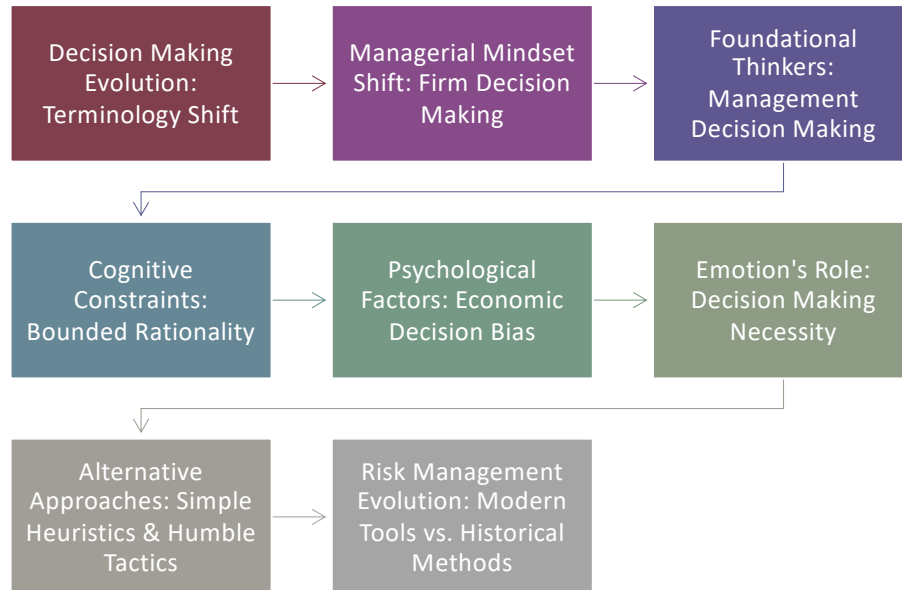 Decision Making
Evolution:
Terminology Shift
Managerial Mindset
Shift: Firm Decision
Making
Foundational
Thinkers:
Management
Decision Making
Cognitive
Constraints:
Bounded Rationality
Psychological
Factors: Economic
Decision Bias
Emotion's Role:
Decision Making
Necessity
Alternative
Approaches: Simple
Heuristics & Humble
Tactics
Risk Management
Evolution: Modern
Tools vs. Historical
Methods